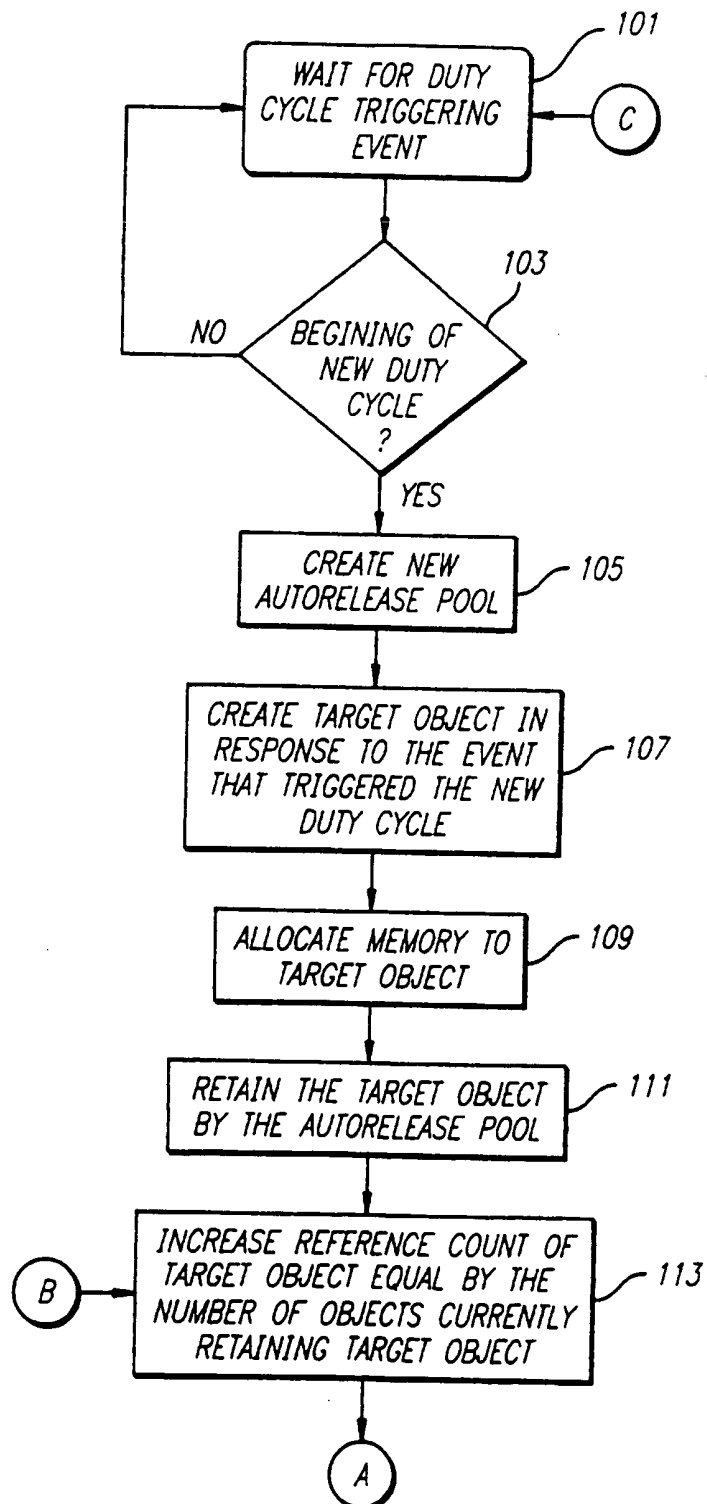 101
WAIT FOR DUTY
CYCLE TRIGGERING
EVENT
C
103
NO
BEGINING OF
NEW DUTY
CYCLE
?
YES
CREATE NEW
AUTORELEASE POOL
105
CREATE TARGET OBJECT IN
RESPONSE TO THE EVENT
THAT TRIGGERED THE NEW
DUTY CYCLE
107
ALLOCATE MEMORY TO
TARGET OBJECT
109
RETAIN THE TARGET OBJECT
BY THE AUTORELEASE POOL
111
B
INCREASE REFERENCE COUNT OF
TARGET OBJECT EQUAL BY THE
NUMBER OF OBJECTS CURRENTLY
RETAINING TARGET OBJECT
113
A